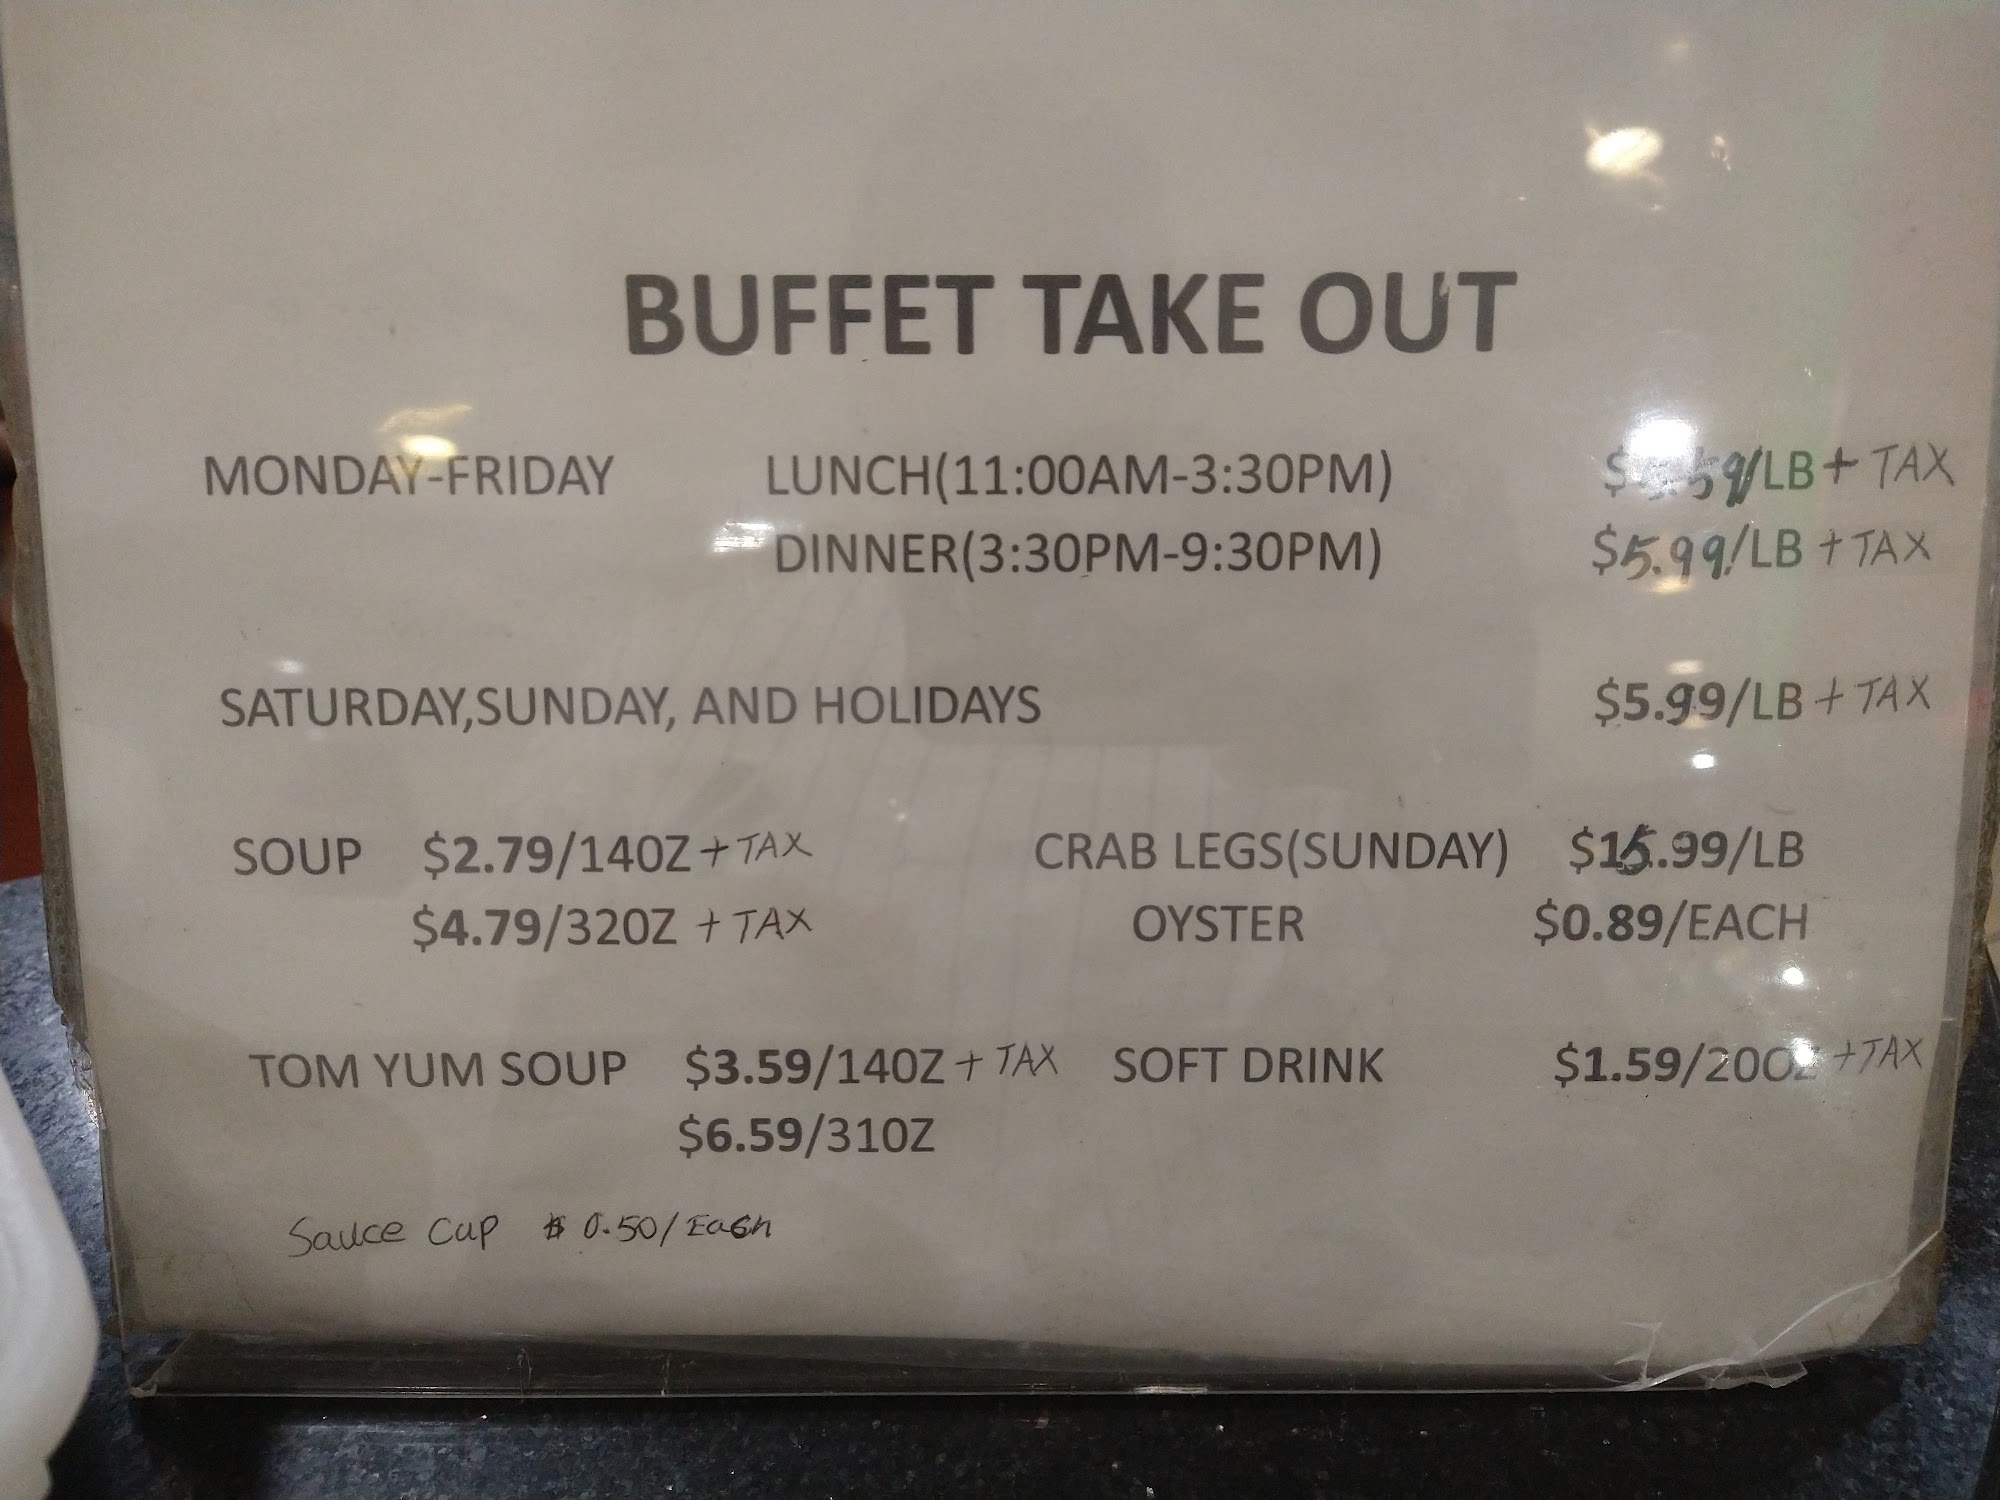 BUFFET TAKE OUT
MONDAY-FRIDAY LUNCH(11:00AM-3:30PM) /LB + TAX
DINNER(3:30PM-9:30PM) $5.99/LB + TAX
SATURDAY,SUNDAY, AND HOLIDAYS $5.99/LB + TAX
SOUP $2.79/14OZ + TAX CRAB LEGS(SUNDAY) $15.99/LB
$4.79/32OZ + TAX OYSTER $0.89/EACH
TOM YUM SOUP $3.59/14OZ + TAX SOFT DRINK $1.59/20OZ +TAX
$6.59/31OZ
Sauce Cup $ 0.50/Each